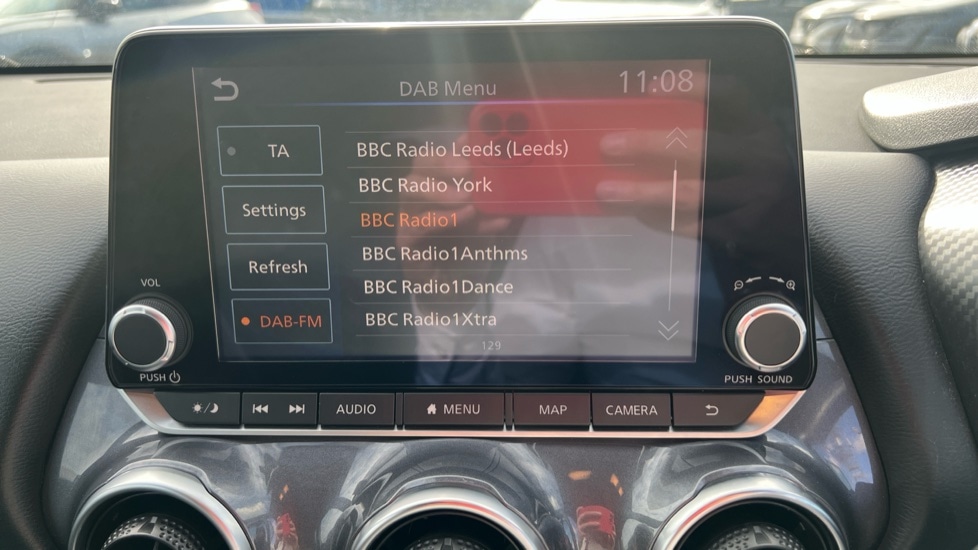 DAB Menu
11:08
TA
Settings
Refresh
DAB-FM
BBC Radio Leeds (Leeds)
BBC Radio York
BBC Radio1
BBC Radio1Anthms
BBC Radio1Dance
BBC Radio1Xtra
129
VOL
PUSH
PUSH SOUND
AUDIO
MENU
MAP
CAMERA